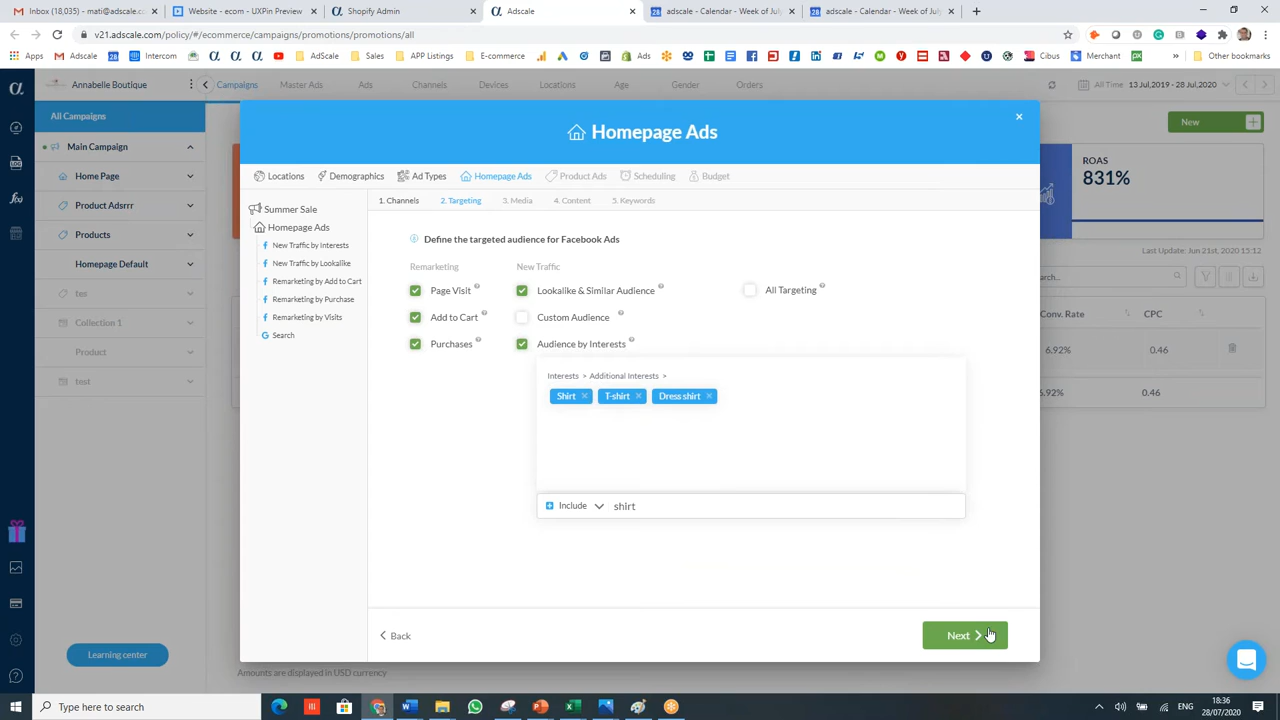 Inbox (18,035) - matan@adsc
Website - ecom - UXPin Preview
Shopify Admin
Adscale
adscale - Calendar - Week of July
adscale - Calendar - Week of
v21.adscale.com/policy/#/ecommerce/campaigns/promotions/promotions/all
Apps Adscale Intercom Ads Sales APP Listings E-commerce Ads Cibus Merchant Other bookmarks
Annabelle Boutique
Campaigns Master Ads Ads Channels Devices Locations Age Gender Orders
All Time 13 Jul,2019 - 28 Jul,2020
All Campaigns
New
Main Campaign
Home Page
Product Adsrrr
Products
Homepage Default
tes
Collection 1
Product
test
Learning center
Homepage Ads
Locations Demographics Ad Types Homepage Ads Product Ads Scheduling Budget
1. Channels 2. Targeting 3. Media 4. Content 5. Keywords
Summer Sale
Homepage Ads
New Traffic by Interests
New Traffic by Lookalike
Remarketing by Add to Cart
Remarketing by Purchase
Remarketing by Visits
Search
Define the targeted audience for Facebook Ads
Remarketing New Traffic
Page Visit Lookalike & Similar Audience All Targeting
Add to Cart Custom Audience
Purchases Audience by Interests
Interests > Additional Interests >
Shirt T-shirt Dress shirt
Include shirt
Back Next
ROAS
831%
Last Update: Jun 21st, 2020 15:12
Conv. Rate CPC
6.92% 0.46
6.92% 0.46
Amounts are displayed in USD currency
Type here to search
18:36
28/07/2020